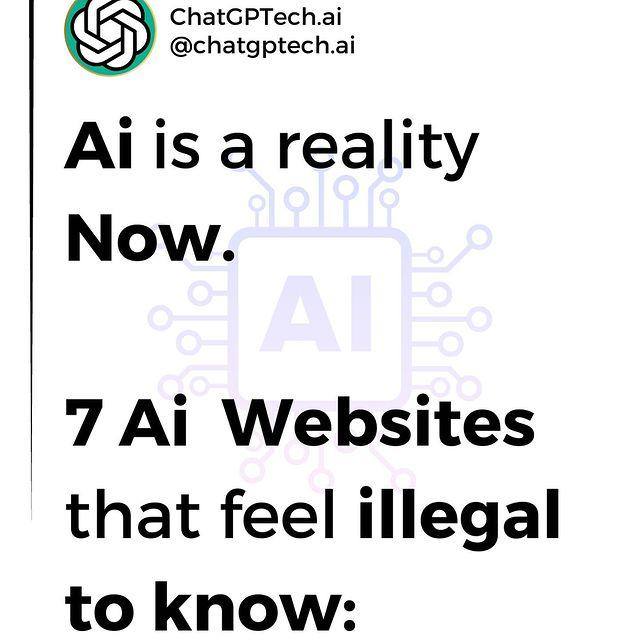 ChatGPTech.ai
@chatgptech.ai
Ai is a reality
Now.
AI
7 Ai Websites
that feel illegal
to know: